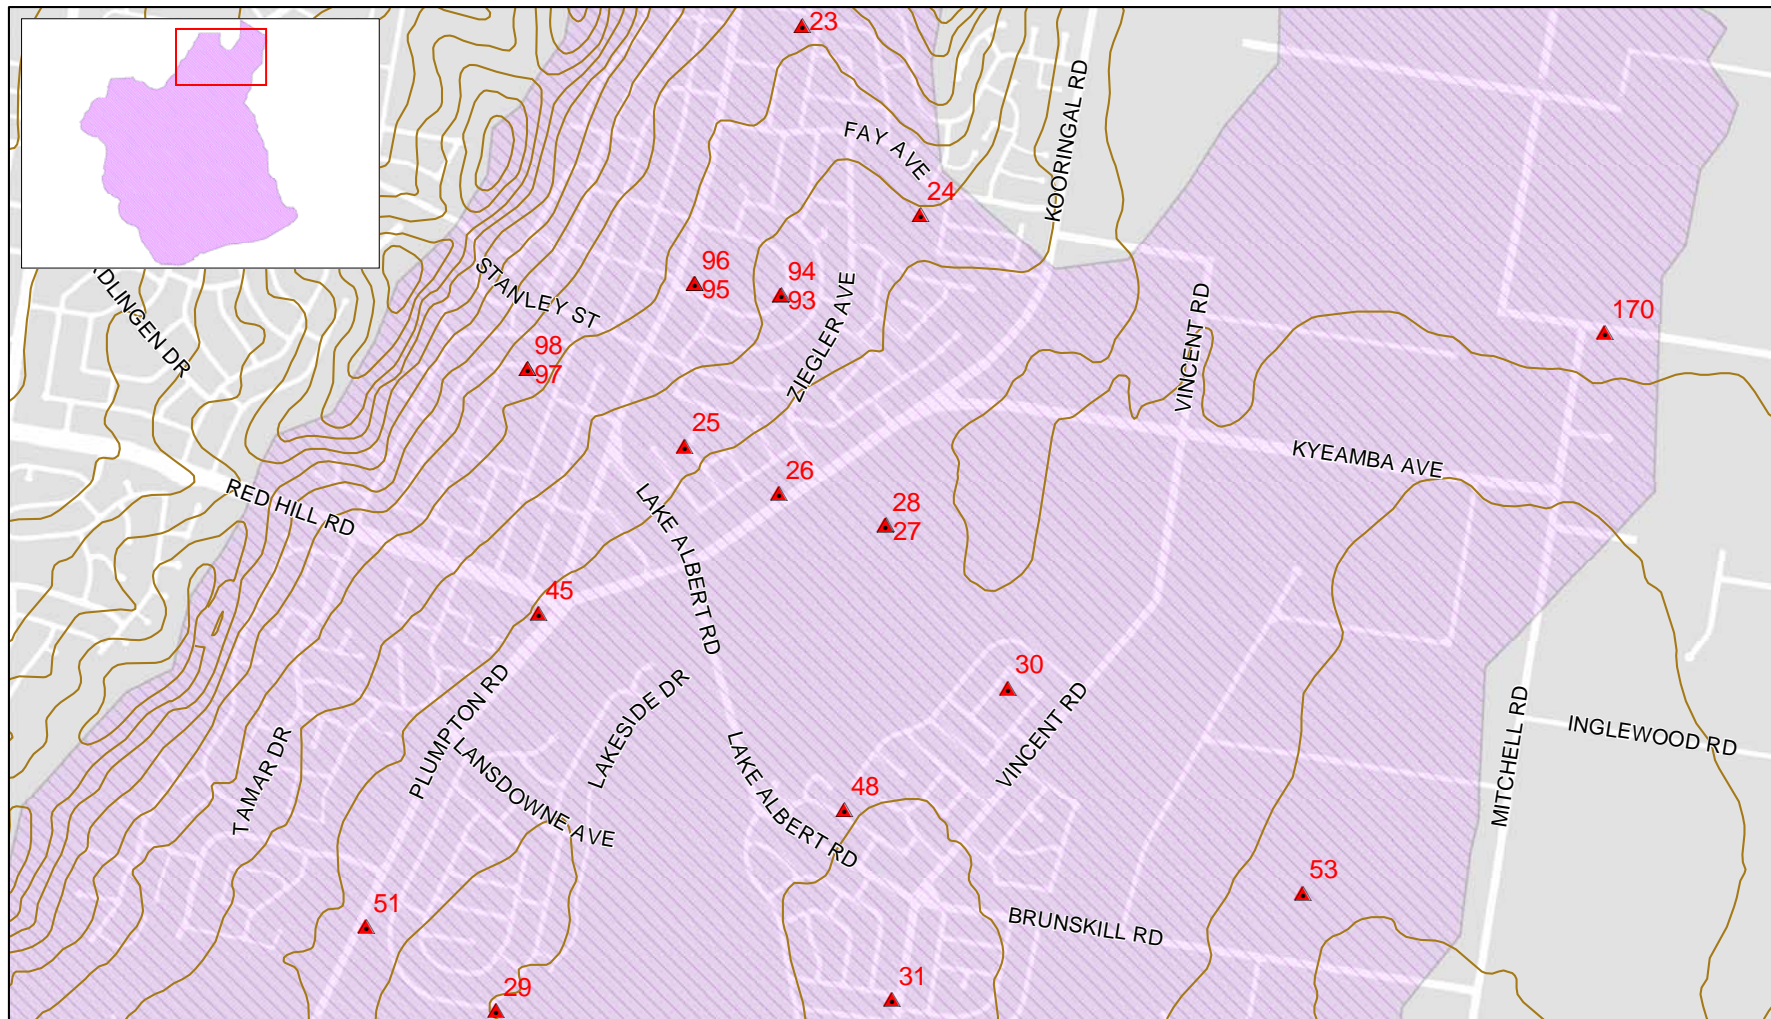 23
KOORINGAL RD
FAY AVE
24
96
95
94
93
STANLEY ST
ZIEGLER AVE
VINCENT RD
170
DLINGEN DR
98
97
25
26
KYEAMBA AVE
RED HILL RD
LAKE ALBERT RD
28
27
45
30
PLUMPTON RD
LAKESIDE DR
VINCENT RD
MITCHELL RD
INGLEWOOD RD
TAMAR DR
LANSDOWNE AVE
LAKE ALBERT RD
48
53
51
BRUNSKILL RD
29
31